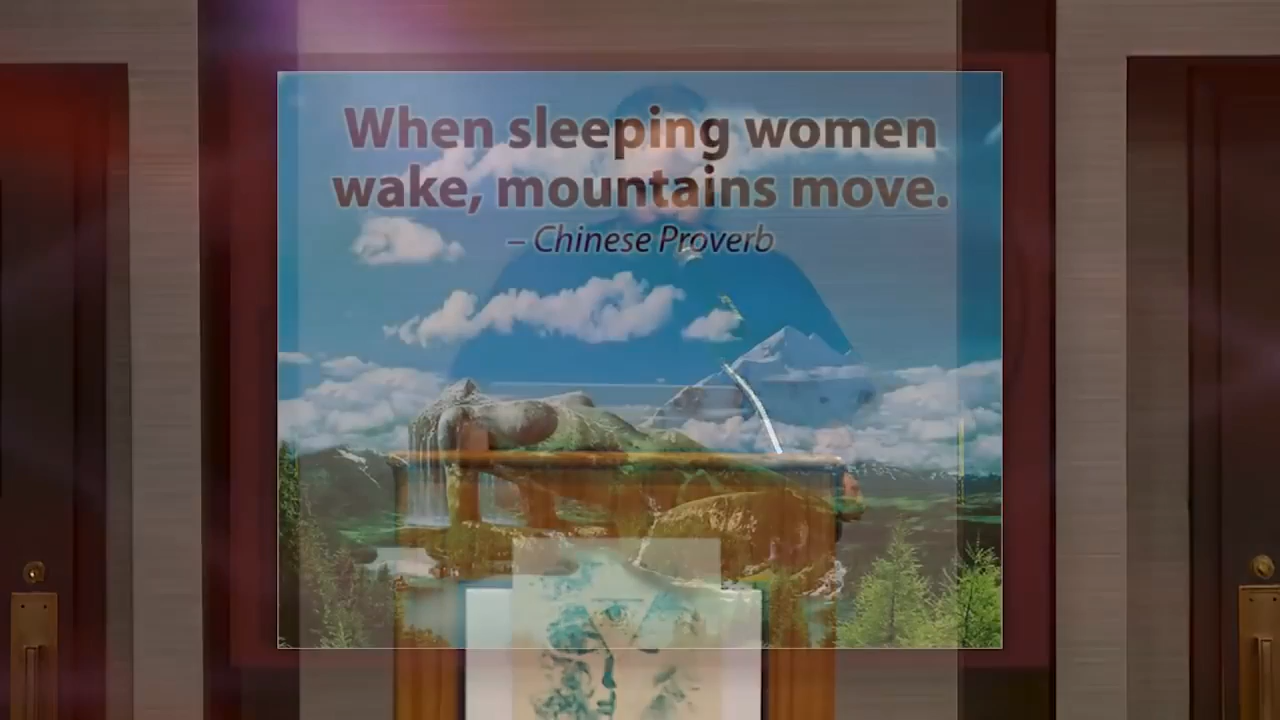 When sleeping women
wake, mountains move.
– Chinese Proverb